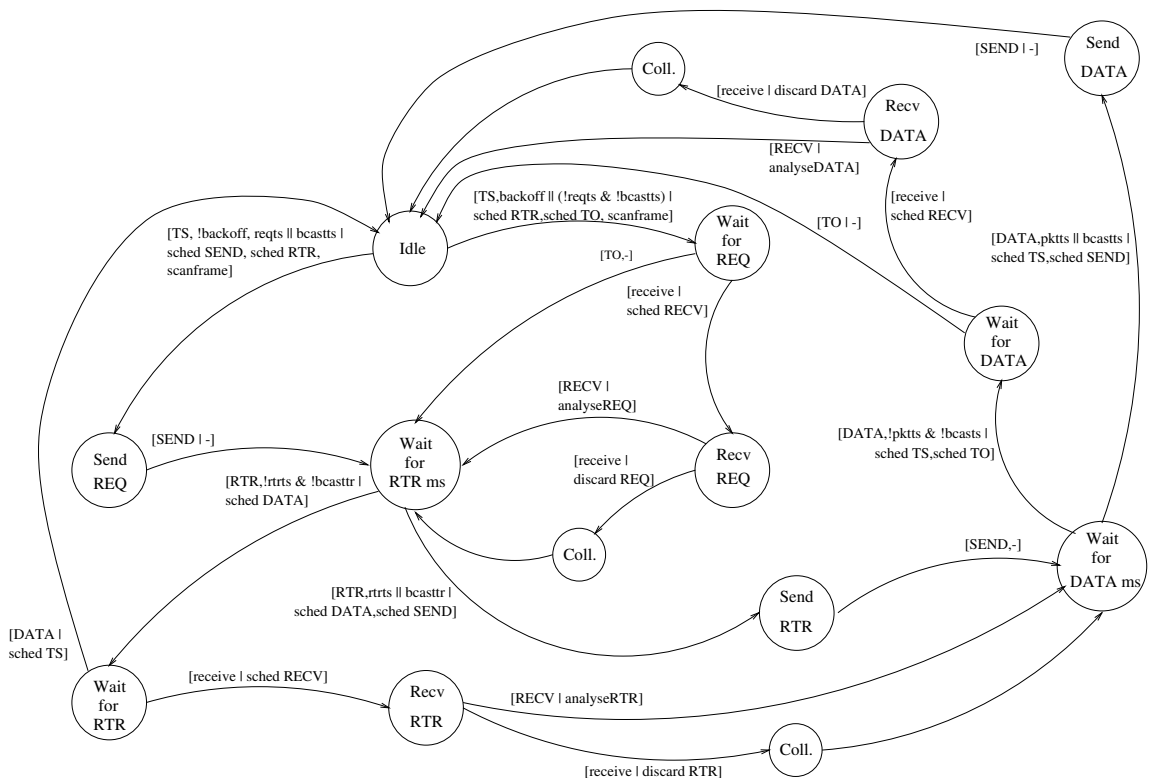 Send
DATA
[SEND | -]
Coll.
[receive | discard DATA]
Recv
DATA
[RECV |
analyseDATA]
[TS,backoff || (!reqts & !bcastts) |
sched RTR,sched TO, scanframe]
[receive |
sched RECV]
[TS, !backoff, reqts || bcastts |
sched SEND, sched RTR,
scanframe]
Idle
Wait
for
REQ
[TO | -]
[DATA,pktts || bcastts |
sched TS,sched SEND]
[TO,-]
[receive |
sched RECV]
Wait
for
DATA
[RECV |
analyseREQ]
[DATA,!pktts & !bcasts |
sched TS,sched TO]
[SEND | -]
Send
REQ
Wait
for
RTR ms
[receive |
discard REQ]
Recv
REQ
[RTR,!rtrts & !bcasttr |
sched DATA]
Coll.
[SEND,-]
Wait
for
DATA ms
[RTR,rtrts || bcasttr |
sched DATA,sched SEND]
Send
RTR
[DATA |
sched TS]
Wait
for
RTR
[receive | sched RECV]
Recv
RTR
[RECV | analyseRTR]
Coll.
[receive | discard RTR]